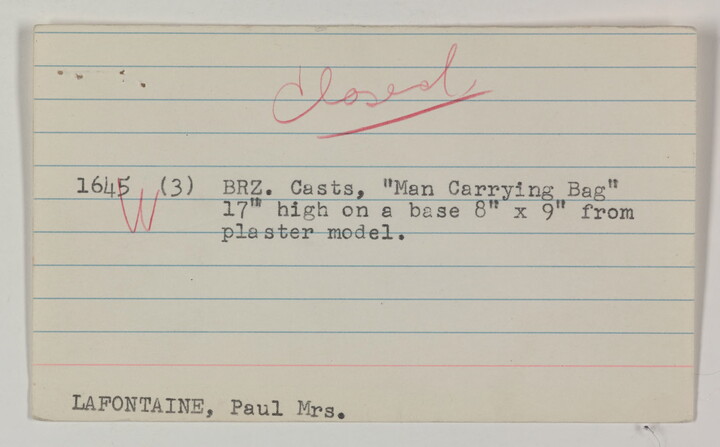 Closed
1645 (3) BRZ. Casts, "Man Carrying Bag"
W
17" high on a base 8" x 9" from
plaster model.
LAFONTAINE, Paul Mrs.